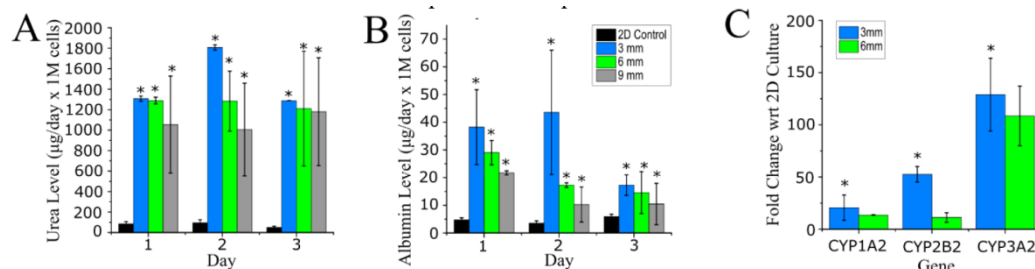 A
Urea Level (μg/day x 1M cells)
2000
1800
1600
1400
1200
1000
800
600
400
200
0
* * *
* * *
* * *
1 2 3
Day
B
Albumin Level (μg/day x 1M cells)
60
50
40
30
20
10
0
2D Control
3 mm
6 mm
9 mm
* * *
* * *
* * *
1 2 3
Day
C
Fold Change wrt 2D Culture
200
150
100
50
0
3mm
6mm
* * *
CYP1A2 CYP2B2 CYP3A2
Gene